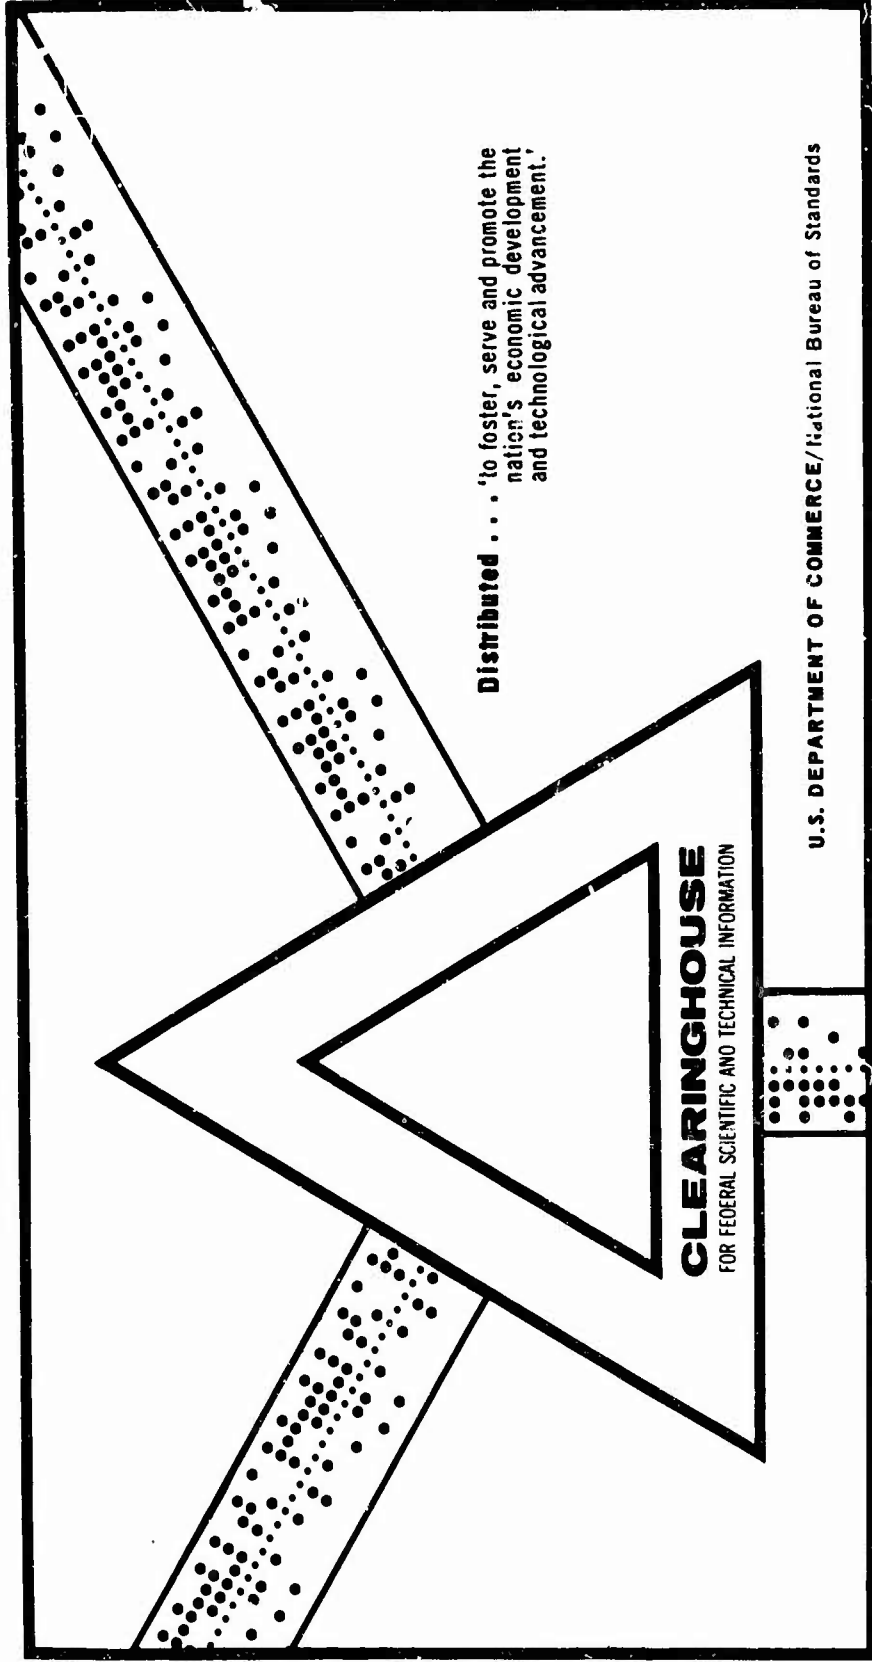 Distributed . . . . 'to foster, serve and promote the
nation's economic development
and technological advancement.'
CLEARINGHOUSE
FOR FEDERAL SCIENTIFIC AND TECHNICAL INFORMATION
U.S. DEPARTMENT OF COMMERCE/National Bureau of Standards